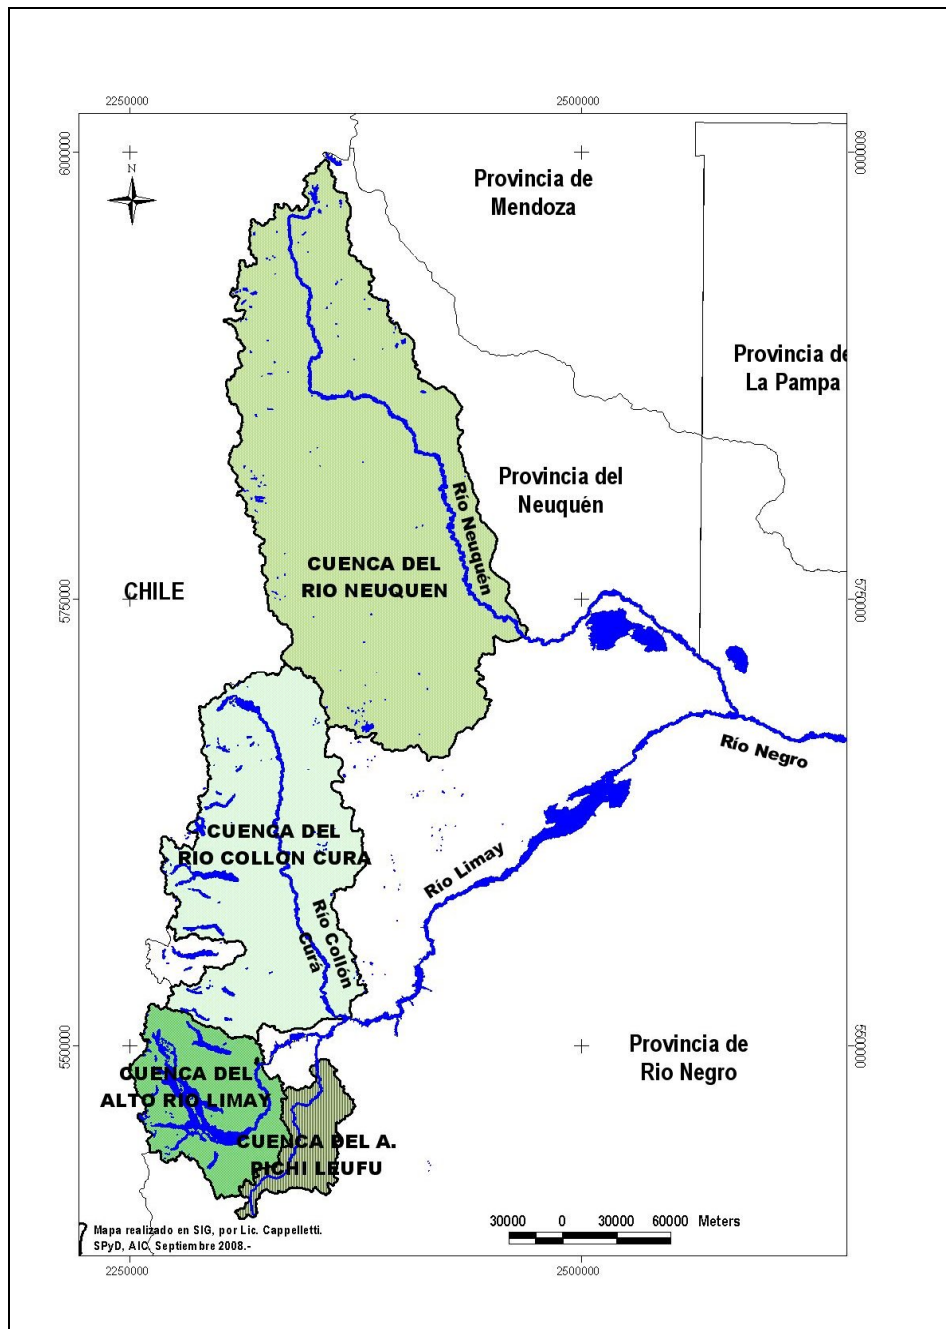 2250000
2500000
6000000
6000000
N
Provincia de
Mendoza
Provincia de
La Pampa
Provincia del
Neuquén
Río Neuquén
CUENCA DEL
RIO NEUQUEN
CHILE
5750000
5750000
Río Negro
CUENCA DEL
RIO COLLON CURA
Río Limay
Río Collón
Curá
5500000
5500000
Provincia de
Rio Negro
CUENCA DEL
ALTO RIO LIMAY
CUENCA DEL A.
PICHI LEUFU
30000 0 30000 60000 Meters
Mapa realizado en SIG, por Lic. Cappelletti.
SPyD, AIC. Septiembre 2008.-
2250000
2500000